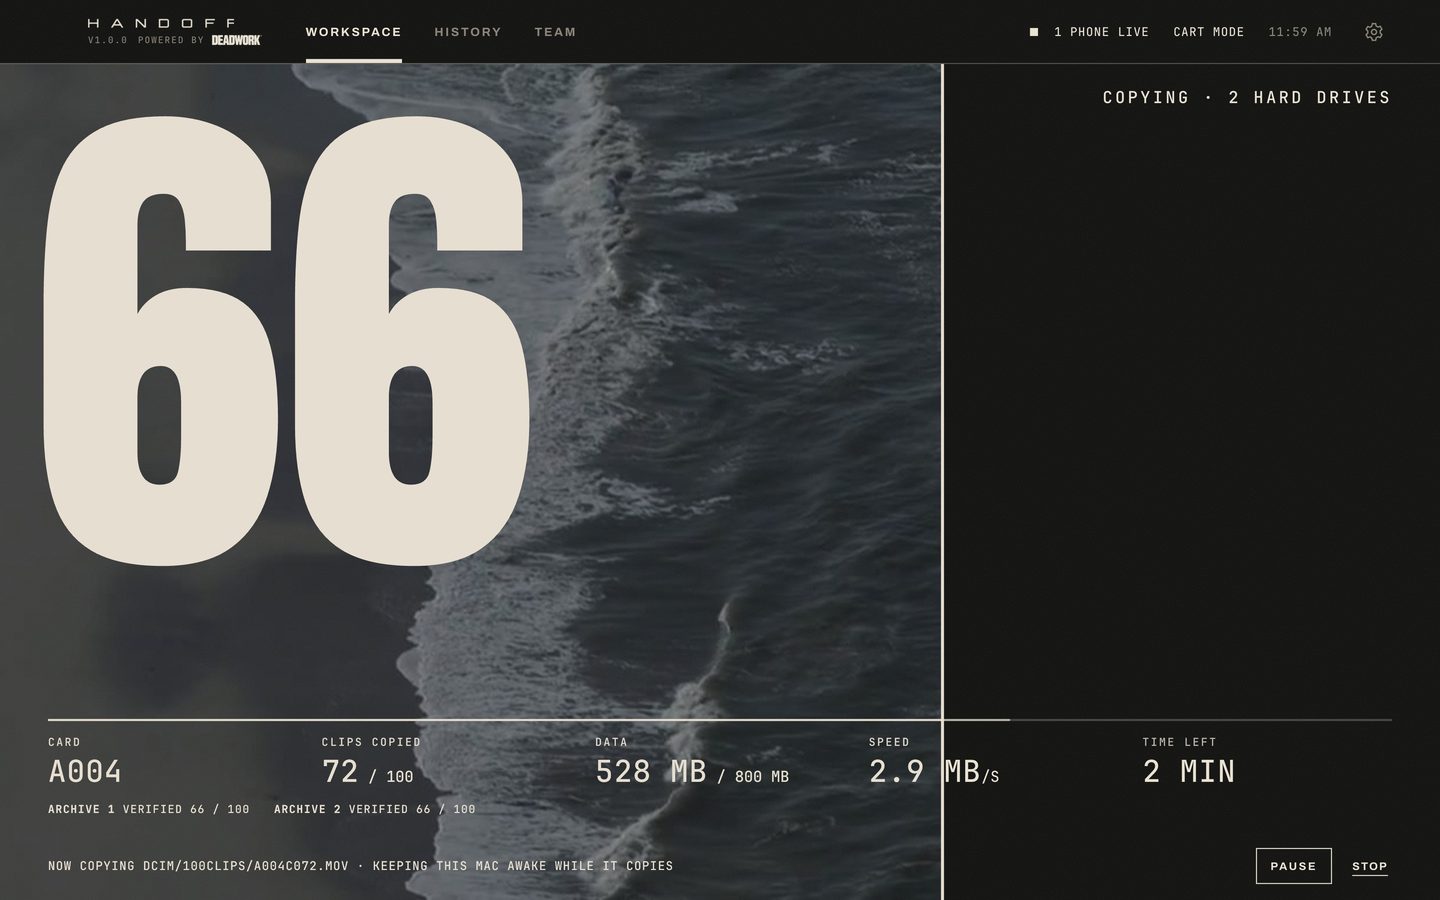 HANDOFF
V1.0.0 POWERED BY DEADWORK
WORKSPACE HISTORY TEAM
1 PHONE LIVE CART MODE 11:59 AM
COPYING · 2 HARD DRIVES
66
CARD CLIPS COPIED DATA SPEED TIME LEFT
A004 72 / 100 528 MB / 800 MB 2.9 MB/S 2 MIN
ARCHIVE 1 VERIFIED 66 / 100 ARCHIVE 2 VERIFIED 66 / 100
NOW COPYING DCIM/100CLIPS/A004C072.MOV · KEEPING THIS MAC AWAKE WHILE IT COPIES
PAUSE STOP